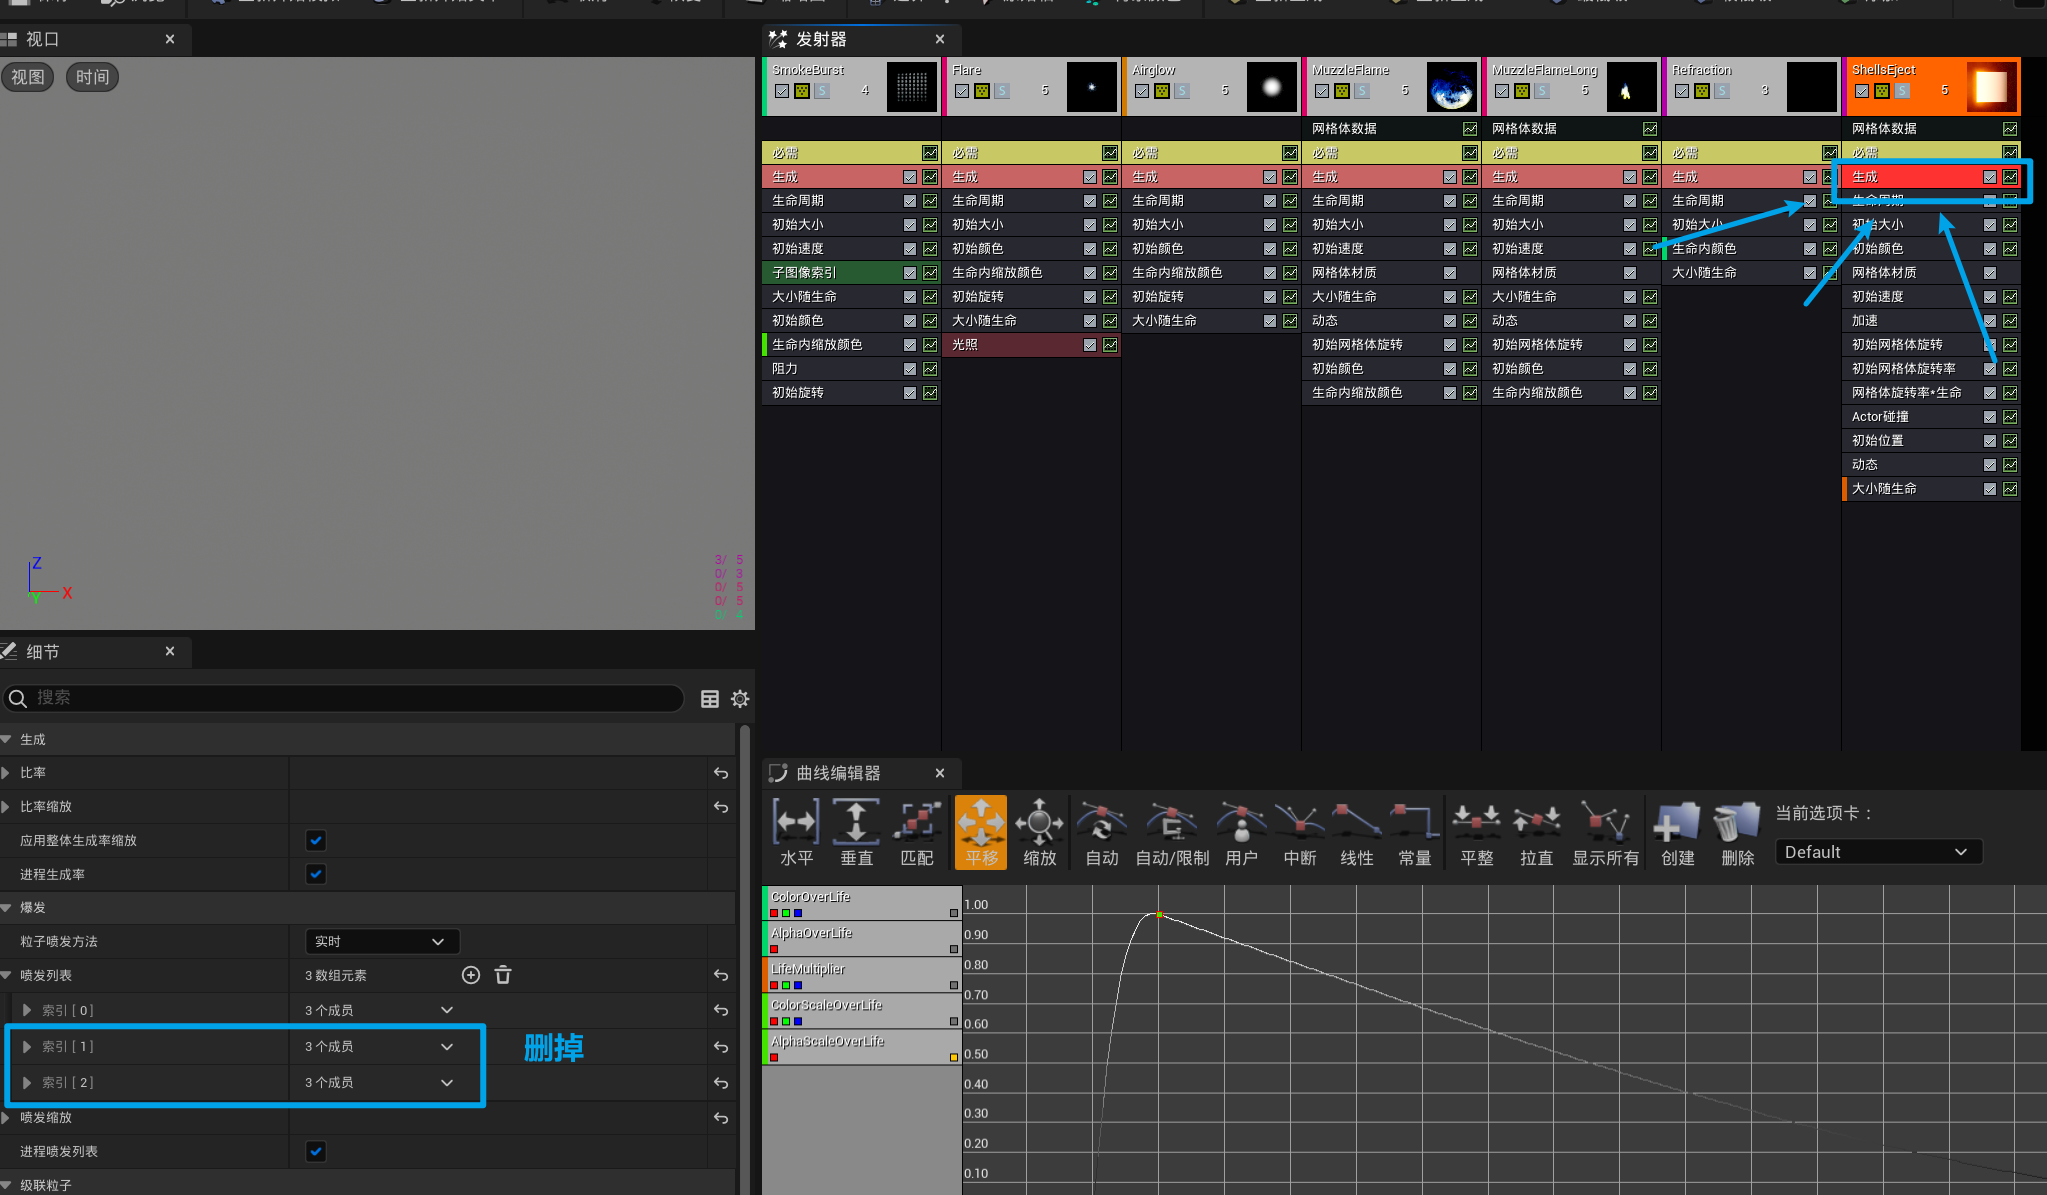 视口
发射器
视图
时间
SmokeBurst
4
Flare
5
Airglow
5
MuzzleFlame
5
MuzzleFlameLong
5
Refraction
3
ShellsEject
5
S
S
S
S
S
S
S
网格体数据
网格体数据
网格体数据
必需
必需
必需
必需
必需
必需
必需
生成
生成
生成
生成
生成
生成
生成
生命周期
生命周期
生命周期
生命周期
生命周期
生命周期
生命周期
初始大小
初始大小
初始大小
初始大小
初始大小
初始大小
初始大小
初始速度
初始颜色
初始颜色
初始速度
初始速度
生命内颜色
初始颜色
子图像索引
生命内缩放颜色
生命内缩放颜色
网格体材质
网格体材质
大小随生命
网格体材质
大小随生命
初始旋转
初始旋转
大小随生命
大小随生命
初始速度
初始颜色
大小随生命
大小随生命
动态
动态
加速
生命内缩放颜色
光照
初始网格体旋转
初始网格体旋转
初始网格体旋转
阻力
初始颜色
初始颜色
初始网格体旋转率
初始旋转
生命内缩放颜色
生命内缩放颜色
网格体旋转率*生命
Actor碰撞
初始位置
动态
大小随生命
Z
X
Y
3/ 5
0/ 3
0/ 5
0/ 5
0/ 4
细节
搜索
生成
比率
比率缩放
应用整体生成率缩放
进程生成率
爆发
粒子喷发方法
实时
喷发列表
3 数组元素
索引 [ 0 ]
3 个成员
索引 [ 1 ]
3 个成员
删掉
索引 [ 2 ]
3 个成员
喷发缩放
进程喷发列表
级联粒子
曲线编辑器
水平
垂直
匹配
平移
缩放
自动
自动/限制
用户
中断
线性
常量
平整
拉直
显示所有
创建
删除
当前选项卡：
Default
ColorOverLife
AlphaOverLife
LifeMultiplier
ColorScaleOverLife
AlphaScaleOverLife
1.00
0.90
0.80
0.70
0.60
0.50
0.40
0.30
0.20
0.10